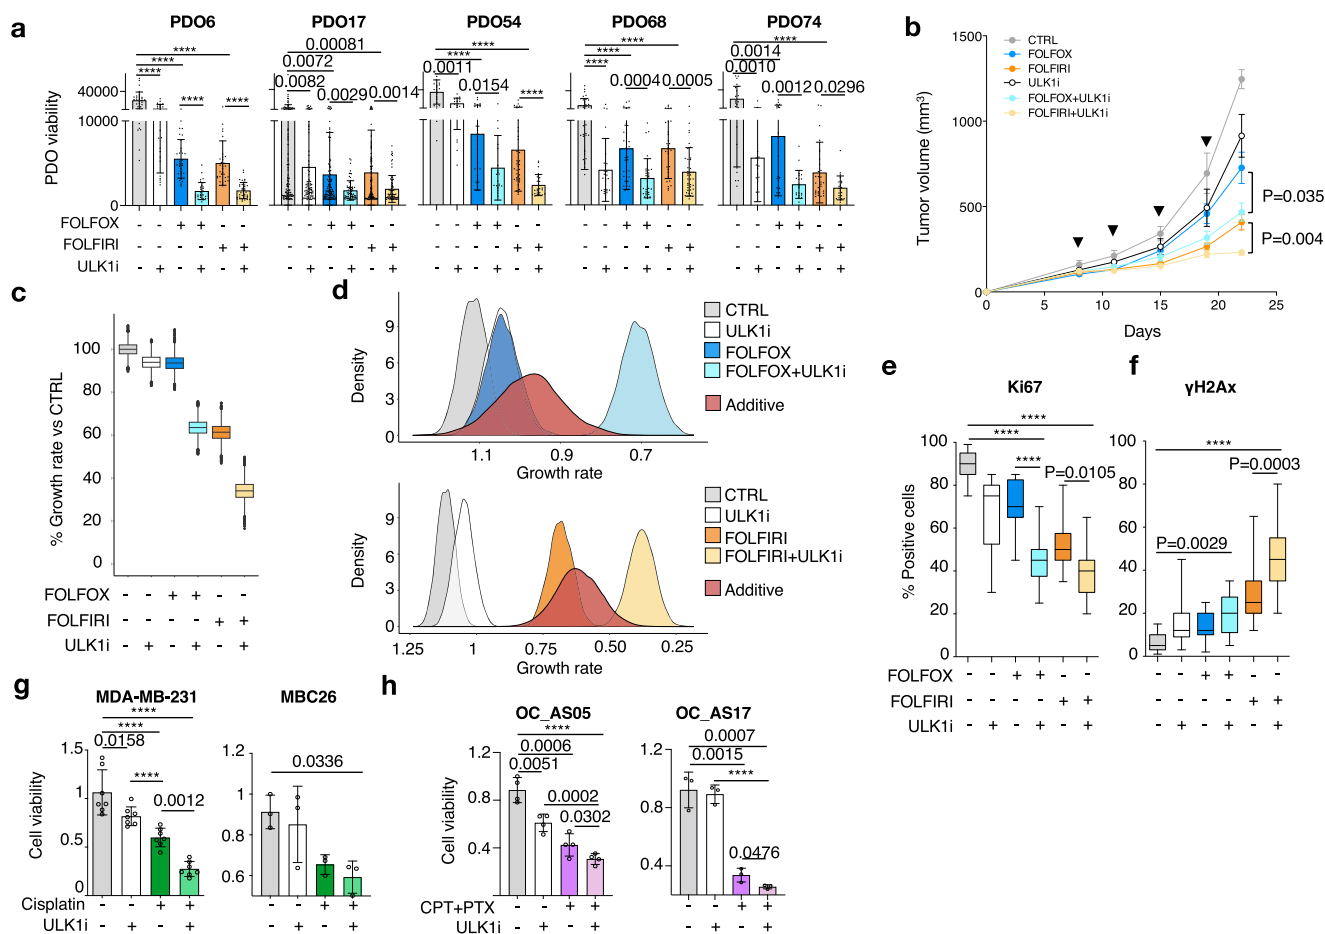 a
PDO6
PDO17
PDO54
PDO68
PDO74
PDO viability
40000
10000
0
****
****
****
****
****
0.00081
0.0072
0.0082
0.0029
0.0014
****
****
0.0011
0.0154
****
****
****
****
0.0004
0.0005
****
0.0014
0.0010
0.0012
0.0296
FOLFOX - - + + - - - - + + - - - - + + - - - - + + - - - - + + - -
FOLFIRI - - - - + + - - - - + + - - - - + + - - - - + + - - - - + +
ULK1i - + - + - + - + - + - + - + - + - + - + - + - + - + - + - +
b
Tumor volume (mm³)
1500
1000
500
0
0 5 10 15 20 25
Days
CTRL
FOLFOX
FOLFIRI
ULK1i
FOLFOX+ULK1i
FOLFIRI+ULK1i
P=0.035
P=0.004
c
% Growth rate vs CTRL
100
80
60
40
20
0
FOLFOX - - + + - -
FOLFIRI - - - - + +
ULK1i - + - + - +
d
Density
9
6
3
0
1.1 0.9 0.7
Growth rate
CTRL
ULK1i
FOLFOX
FOLFOX+ULK1i
Additive
Density
9
6
3
0
1.25 1 0.75 0.50 0.25
Growth rate
CTRL
ULK1i
FOLFIRI
FOLFIRI+ULK1i
Additive
e
Ki67
% Positive cells
100
80
60
40
20
0
****
****
****
P=0.0105
FOLFOX - - + + - -
FOLFIRI - - - - + +
ULK1i - + - + - +
f
γH2Ax
100
80
60
40
20
0
****
P=0.0003
P=0.0029
- - + + - -
- - - - + +
- + - + - +
g
MDA-MB-231
MBC26
Cell viability
1.5
1
0.5
0
****
****
0.0158
****
0.0012
1.2
1
0.8
0.6
0.0336
Cisplatin - - + + - - + +
ULK1i - + - + - + - +
h
OC_AS05
OC_AS17
Cell viability
1.2
0.8
0.4
****
0.0006
0.0051
0.0002
0.0302
1.2
0.8
0.4
0.0007
0.0015
****
0.0476
CPT+PTX - - + + - - + +
ULK1i - + - + - + - +